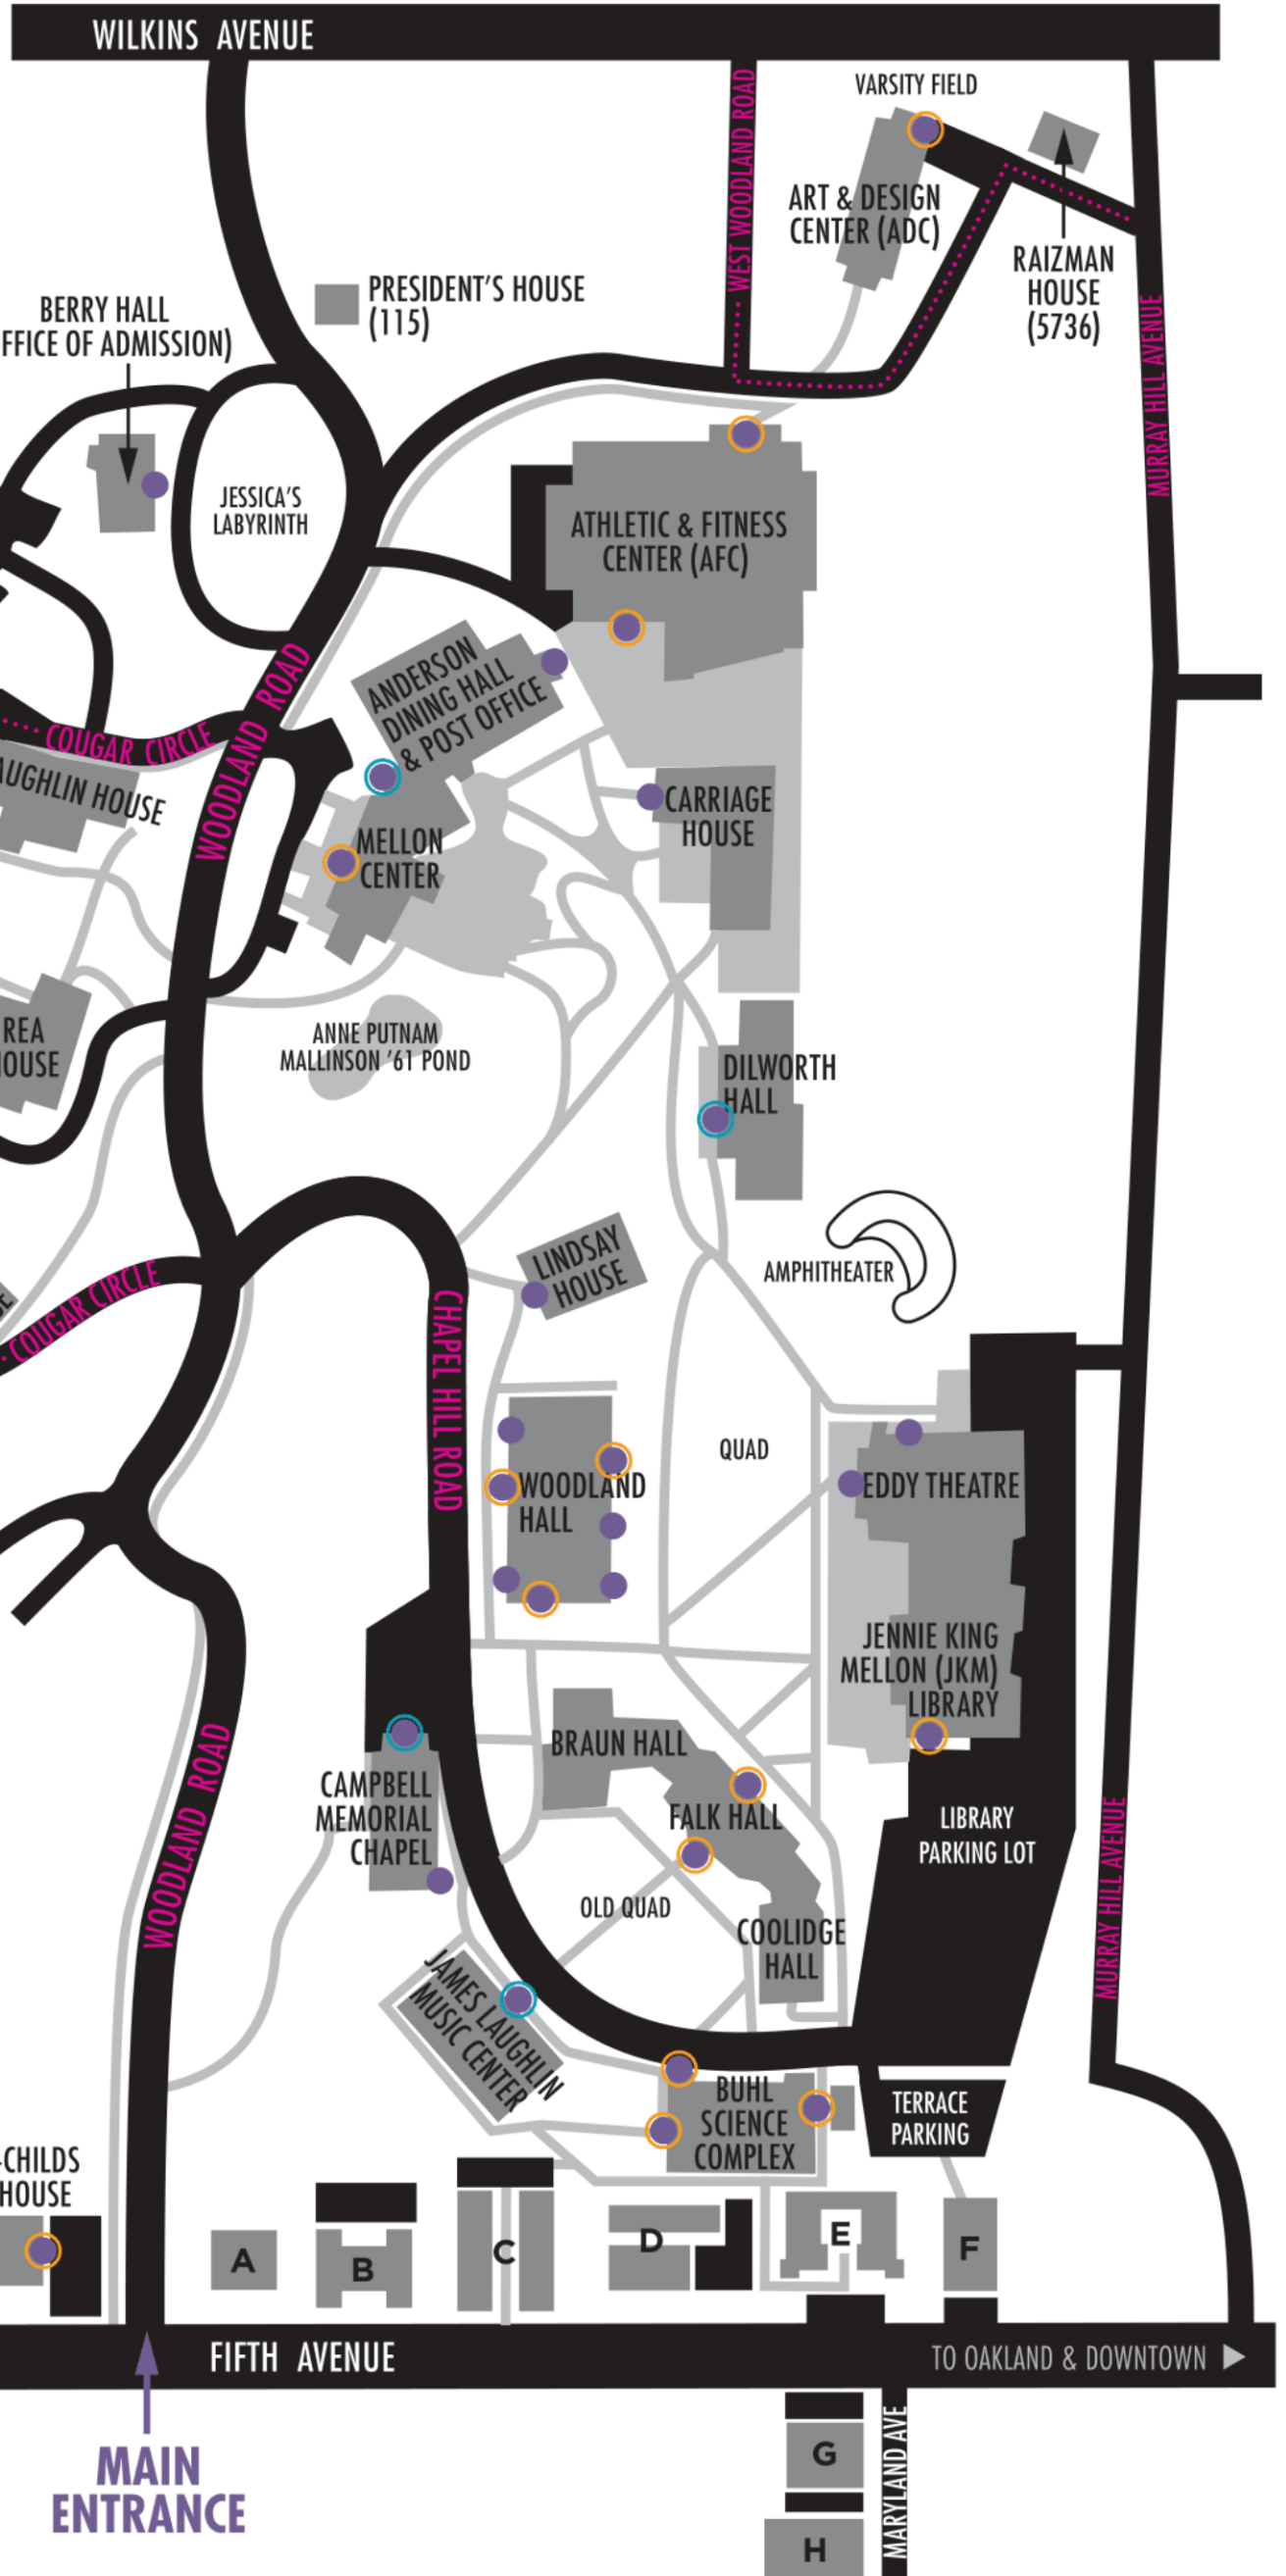 WILKINS AVENUE
WEST WOODLAND ROAD
VARSITY FIELD
ART & DESIGN
CENTER (ADC)
RAIZMAN
HOUSE
(5736)
MURRAY HILL AVENUE
PRESIDENT'S HOUSE
(115)
BERRY HALL
FFICE OF ADMISSION)
JESSICA'S
LABYRINTH
ATHLETIC & FITNESS
CENTER (AFC)
ANDERSON
DINING HALL
& POST OFFICE
WOODLAND ROAD
COUGAR CIRCLE
AUGHLIN HOUSE
MELLON
CENTER
CARRIAGE
HOUSE
REA
HOUSE
ANNE PUTNAM
MALLINSON '61 POND
DILWORTH
HALL
LINDSAY
HOUSE
AMPHITHEATER
COUGAR CIRCLE
CHAPEL HILL ROAD
QUAD
WOODLAND
HALL
EDDY THEATRE
JENNIE KING
MELLON (JKM)
LIBRARY
BRAUN HALL
FALK HALL
CAMPBELL
MEMORIAL
CHAPEL
LIBRARY
PARKING LOT
WOODLAND ROAD
MURRAY HILL AVENUE
OLD QUAD
COOLIDGE
HALL
JAMES LAUGHLIN
MUSIC CENTER
BUHL
SCIENCE
COMPLEX
TERRACE
PARKING
-CHILDS
HOUSE
A
B
C
D
E
F
FIFTH AVENUE
TO OAKLAND & DOWNTOWN
MAIN
ENTRANCE
G
H
MARYLAND AVE